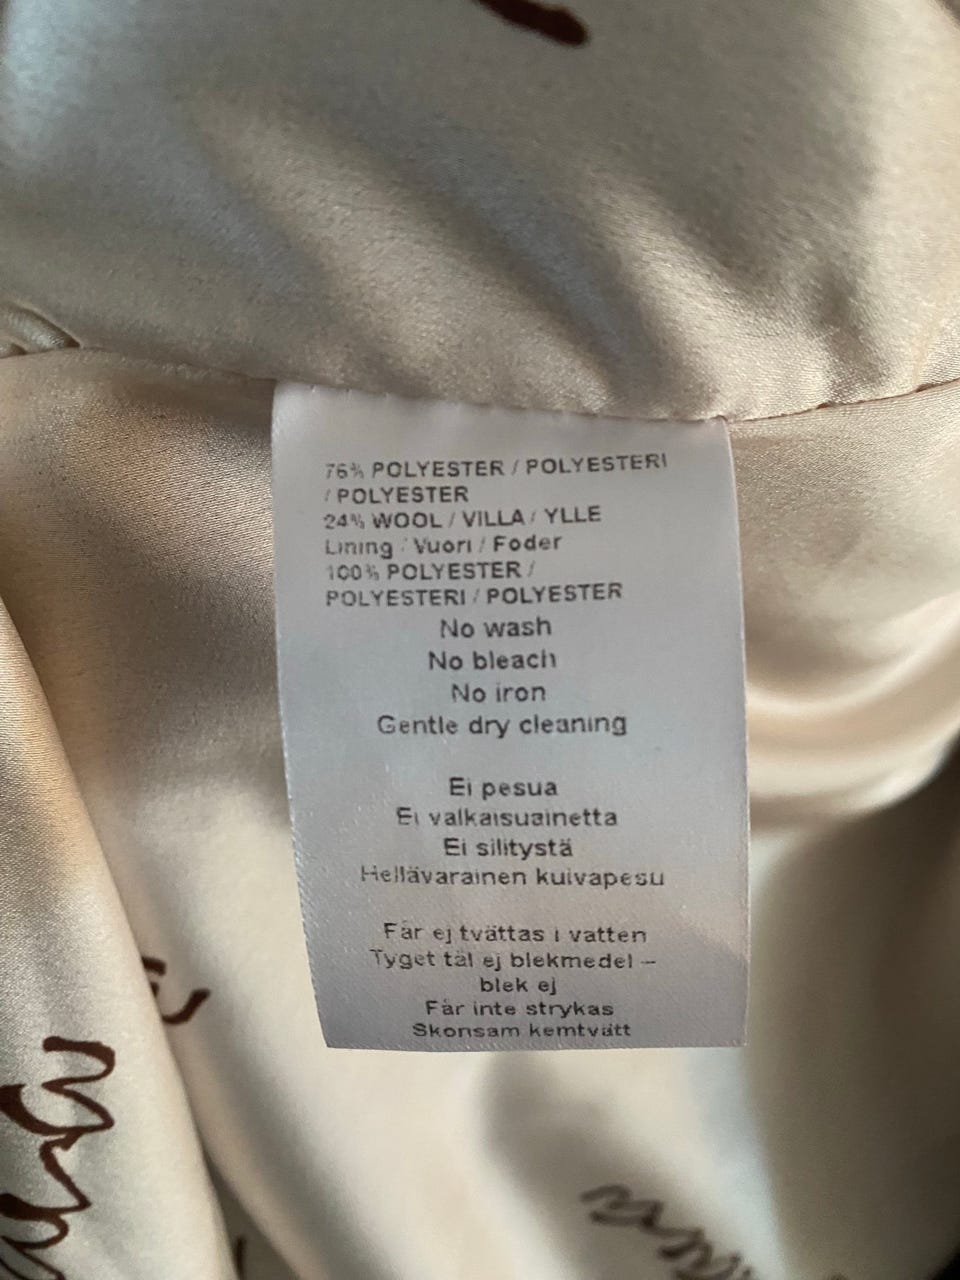 76% POLYESTER / POLYESTERI
/ POLYESTER
24% WOOL / VILLA / YLLE
Lining / Vuori / Foder
100% POLYESTER /
POLYESTERI / POLYESTER
No wash
No bleach
No iron
Gentle dry cleaning
Ei pesua
Ei valkaisuainetta
Ei silitystä
Hellävarainen kuivapesu
Får ej tvättas i vatten
Tyget tål ej blekmedel –
blek ej
Får inte strykas
Skonsam kemtvätt